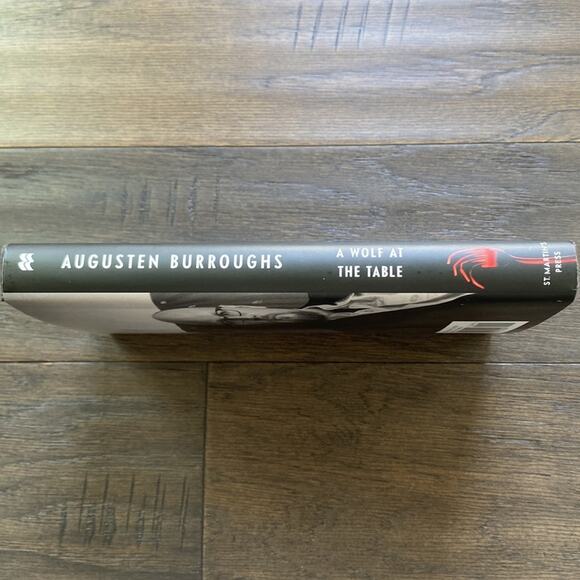 AUGUSTEN BURROUGHS
A WOLF AT
THE TABLE
ST. MARTIN'S
PRESS